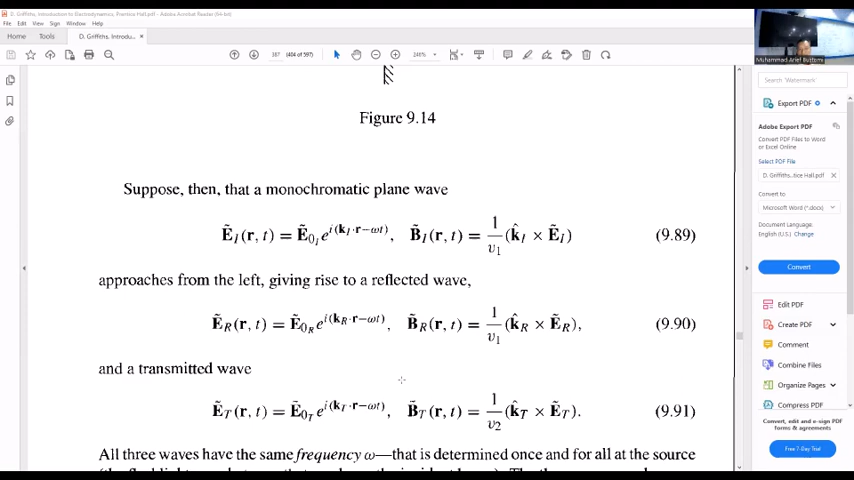 D. Griffiths, Introduction to Electrodynamics, Prentice Hall.pdf - Adobe Acrobat Reader (64-bit)
File Edit View Sign Window Help
Home Tools D. Griffiths, Introdu... ×
387 (404 of 597) 240%
Muhammad Arief Bustomi
Search 'Watermark'
Export PDF
Adobe Export PDF
Convert PDF Files to Word
or Excel Online
Select PDF File
D. Griffiths...tice Hall.pdf ×
Convert to
Microsoft Word (*.docx)
Document Language:
English (U.S.) Change
Convert
Edit PDF
Create PDF
Comment
Combine Files
Organize Pages
Compress PDF
Convert, edit and e-sign PDF
forms & agreements
Free 7-Day Trial
Figure 9.14
Suppose, then, that a monochromatic plane wave
Ẽ_I(r, t) = Ẽ_{0_I} e^{i(k_I·r−ωt)}, B̃_I(r, t) = 1/v₁ (k̂_I × Ẽ_I) (9.89)
approaches from the left, giving rise to a reflected wave,
Ẽ_R(r, t) = Ẽ_{0_R} e^{i(k_R·r−ωt)}, B̃_R(r, t) = 1/v₁ (k̂_R × Ẽ_R), (9.90)
and a transmitted wave
Ẽ_T(r, t) = Ẽ_{0_T} e^{i(k_T·r−ωt)}, B̃_T(r, t) = 1/v₂ (k̂_T × Ẽ_T). (9.91)
All three waves have the same frequency ω—that is determined once and for all at the source